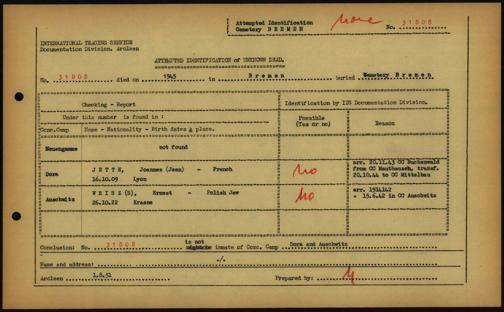 Attempted Identification
Cemetery BREMEN
None
No. 31808
INTERNATIONAL TRACING SERVICE
Documentation Division, Arolsen
ATTEMPTED IDENTIFICATION of UNKNOWN DEAD.
No. 31808 died on 1945 in Bremen buried Cemetery Bremen
Checking - Report
Identification by ITS Documentation Division.
Under this number is found in :
Possible (Yes or no)
Reason
Conc.Camp Name - Nationality - Birth dates & place.
Neuengamme not found
Dora JETTE, Joannes (Jean) - French
16.10.09 Lyon
no
arr. 20.11.43 CC Buchenwald
from CC Mauthausen, transf.
20.10.44 to CC Mittelbau
Auschwitz WEISZ(S), Ernest - Polish Jew
26.10.22 Krasne
no
arr.
15.6.42 in CC Auschwitz
Conclusion: No. 31808 is not inmate of Conc. Camp Dora and Auschwitz
Name and address: ./.
Arolsen 1.8.51 Prepared by: